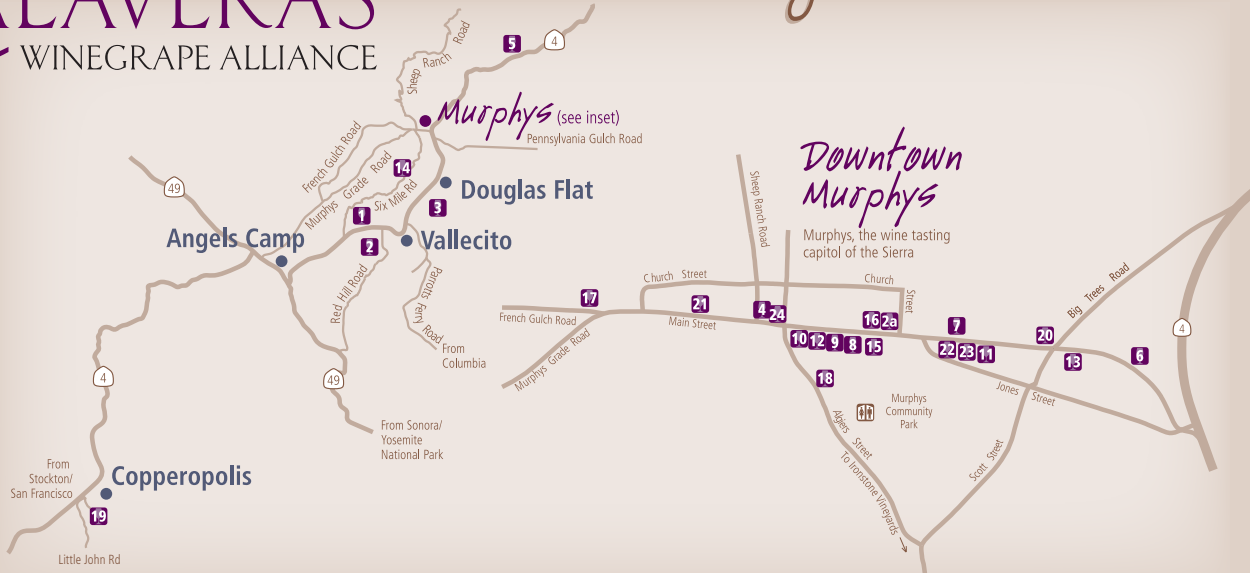 WINEGRAPE ALLIANCE
Sheep Ranch Road
5
4
Murphys (see inset)
Pennsylvania Gulch Road
French Gulch Road
Murphys Grade Road
14
Six Mile Rd
Douglas Flat
3
49
1
Angels Camp
2
Vallecito
Red Hill Road
Parrotts Ferry Road
From
Columbia
4
49
From Sonora/
Yosemite
National Park
From
Stockton/
San Francisco
Copperopolis
19
Little John Rd
Downtown
Murphys
Murphys, the wine tasting
capitol of the Sierra
Sheep Ranch Road
Church Street
Church Street
Big Trees Road
17
21
4
24
16
2a
7
20
4
French Gulch Road
Main Street
10
12
9
8
15
22
23
11
13
6
Murphys Grade Road
18
Jones Street
Murphys
Community
Park
Algiers Street
To Ironstone Vineyards
Scott Street